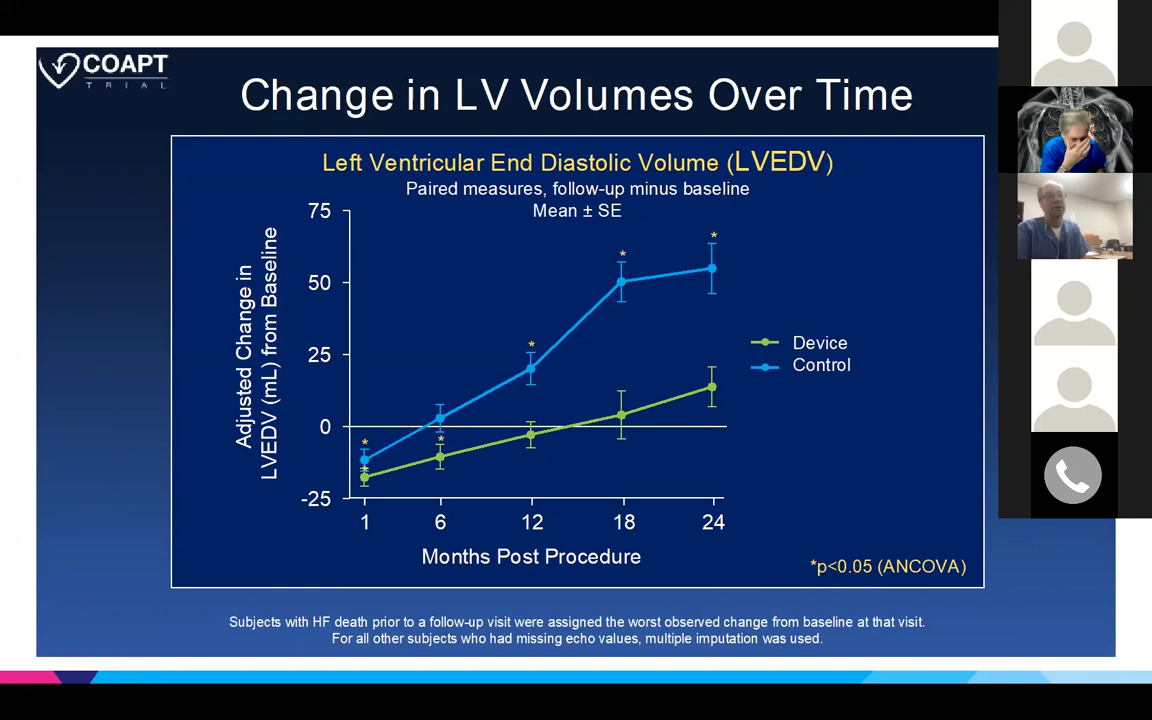 COAPT
TRIAL
Change in LV Volumes Over Time
Left Ventricular End Diastolic Volume (LVEDV)
Paired measures, follow-up minus baseline
Mean ± SE
Adjusted Change in
LVEDV (mL) from Baseline
75
50
25
0
-25
* * * * * *
Device
Control
1 6 12 18 24
Months Post Procedure
*p<0.05 (ANCOVA)
Subjects with HF death prior to a follow-up visit were assigned the worst observed change from baseline at that visit.
For all other subjects who had missing echo values, multiple imputation was used.